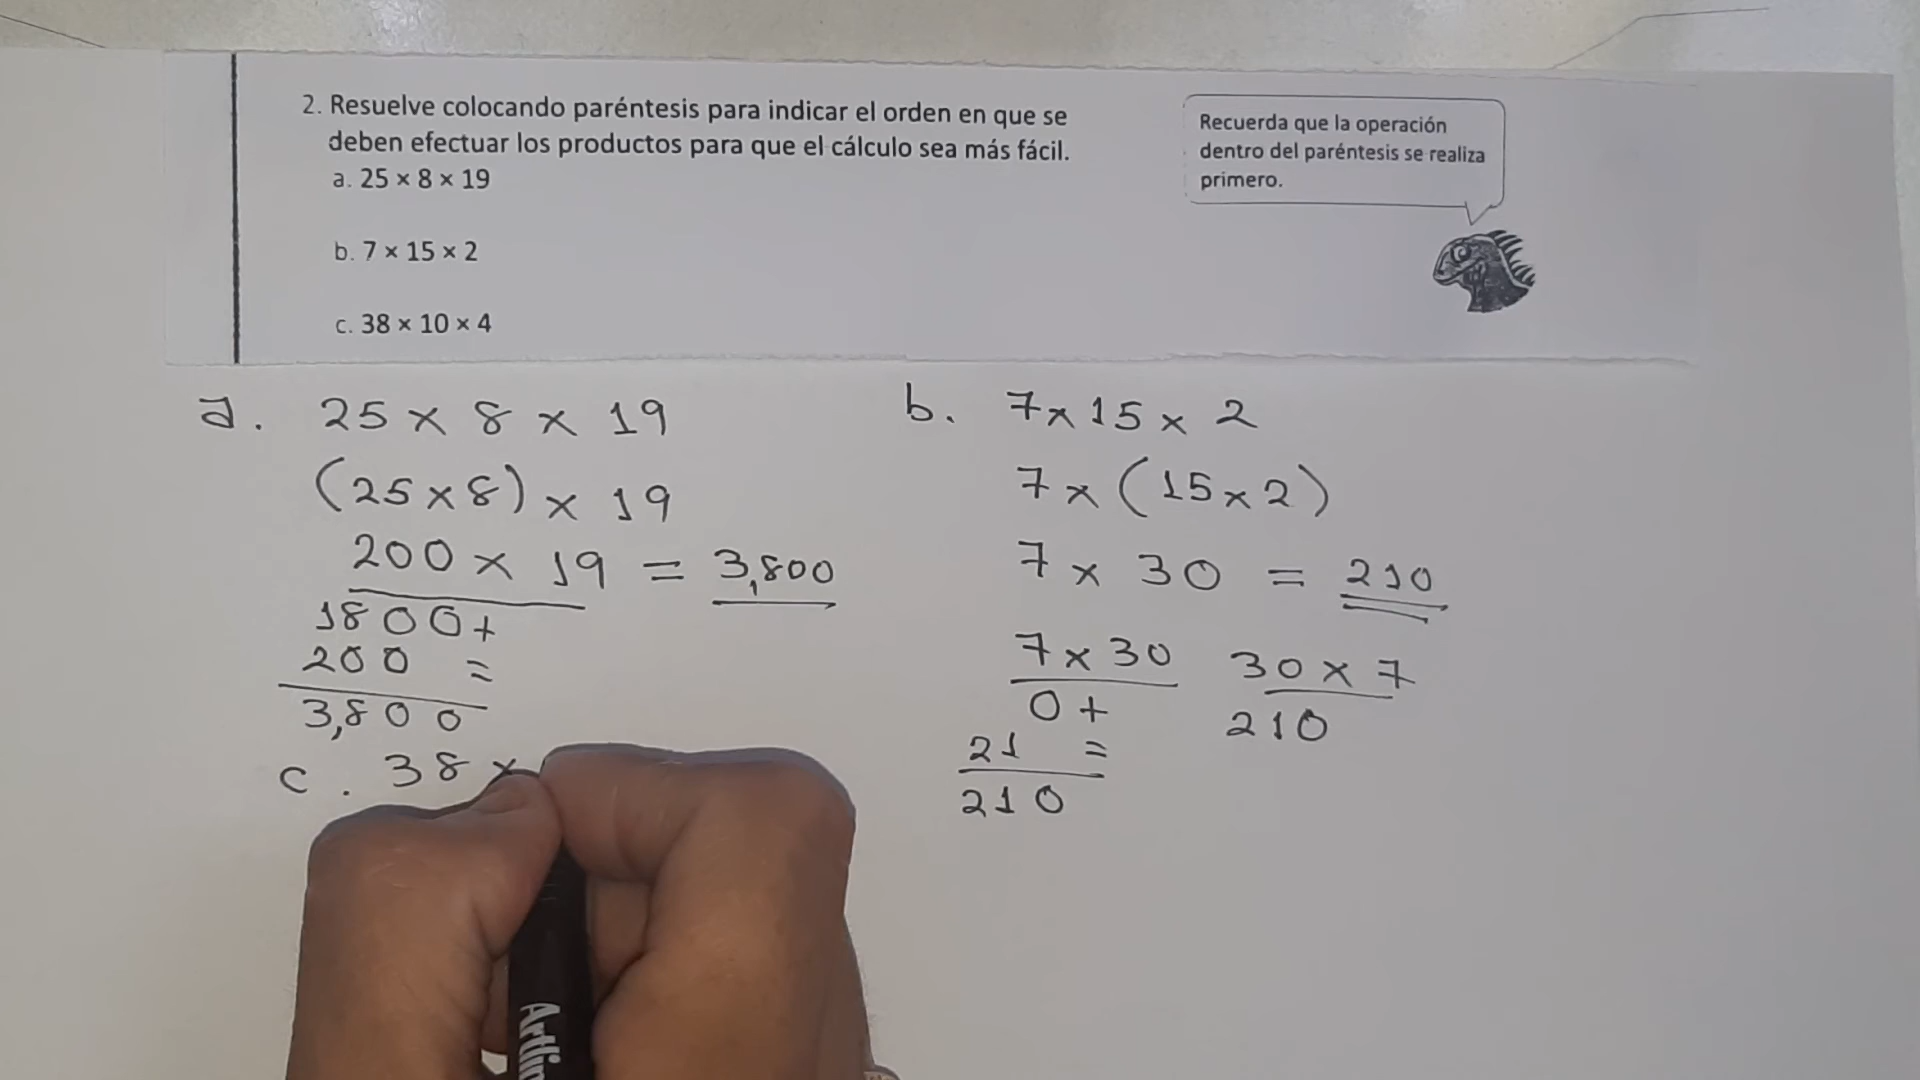 2. Resuelve colocando paréntesis para indicar el orden en que se
deben efectuar los productos para que el cálculo sea más fácil.
a. 25 × 8 × 19
b. 7 × 15 × 2
c. 38 × 10 × 4
Recuerda que la operación
dentro del paréntesis se realiza
primero.
a. 25 × 8 × 19
(25 × 8) × 19
200 × 19 = 3,800
1800+
200 =
3,800
b. 7 × 15 × 2
7 × (15 × 2)
7 × 30 = 210
7 × 30
0 +
21 =
210
30 × 7
210
c. 38 ×